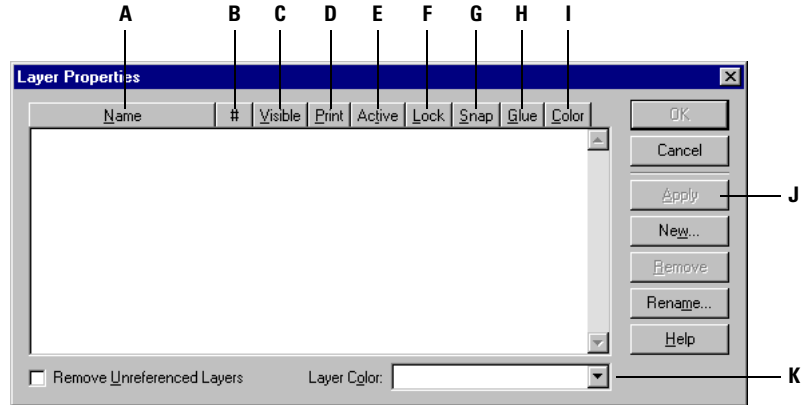 A B C D E F G H I
Layer Properties
Name # Visible Print Active Lock Snap Glue Color
OK
Cancel
Apply J
New...
Remove
Rename...
Help
Remove Unreferenced Layers Layer Color: K